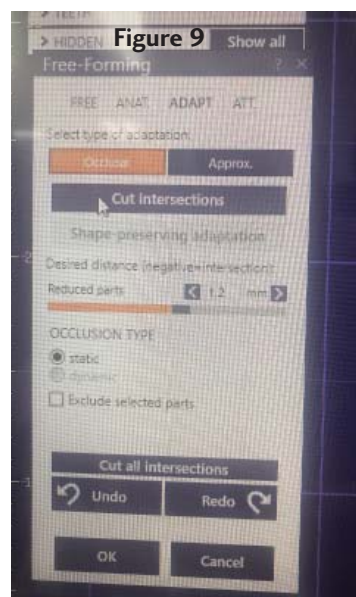 > TEETH
> HIDDEN Figure 9 Show all
Free-Forming ? ×
FREE ANAT. ADAPT ATT.
Select type of adaptation:
Occlusal Approx.
Cut intersections
Shape-preserving adaptation
Desired distance (negative=intersection):
Reduced parts 1.2 mm
OCCLUSION TYPE
static
dynamic
Exclude selected parts
Cut all intersections
Undo Redo
OK Cancel